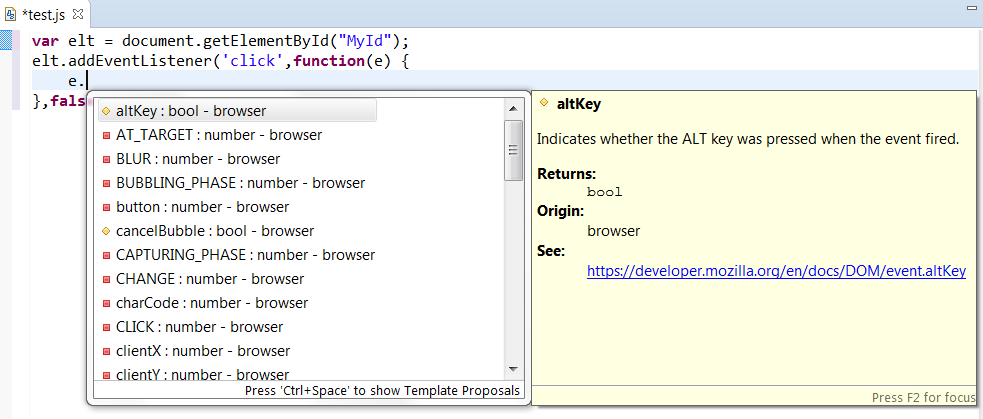 *test.js
var elt = document.getElementById("MyId");
elt.addEventListener('click',function(e) {
e.
},fals
altKey : bool - browser
AT_TARGET : number - browser
BLUR : number - browser
BUBBLING_PHASE : number - browser
button : number - browser
cancelBubble : bool - browser
CAPTURING_PHASE : number - browser
CHANGE : number - browser
charCode : number - browser
CLICK : number - browser
clientX : number - browser
clientY : number - browser
Press 'Ctrl+Space' to show Template Proposals
altKey
Indicates whether the ALT key was pressed when the event fired.
Returns:
bool
Origin:
browser
See:
https://developer.mozilla.org/en/docs/DOM/event.altKey
Press F2 for focus